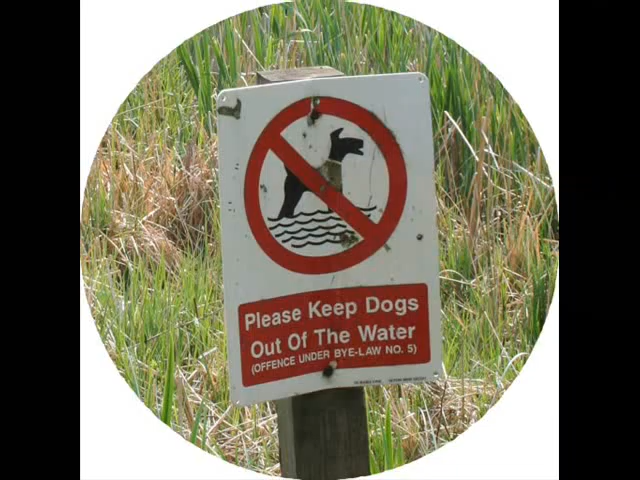 Please Keep Dogs
Out Of The Water
(OFFENCE UNDER BYE-LAW NO. 5)